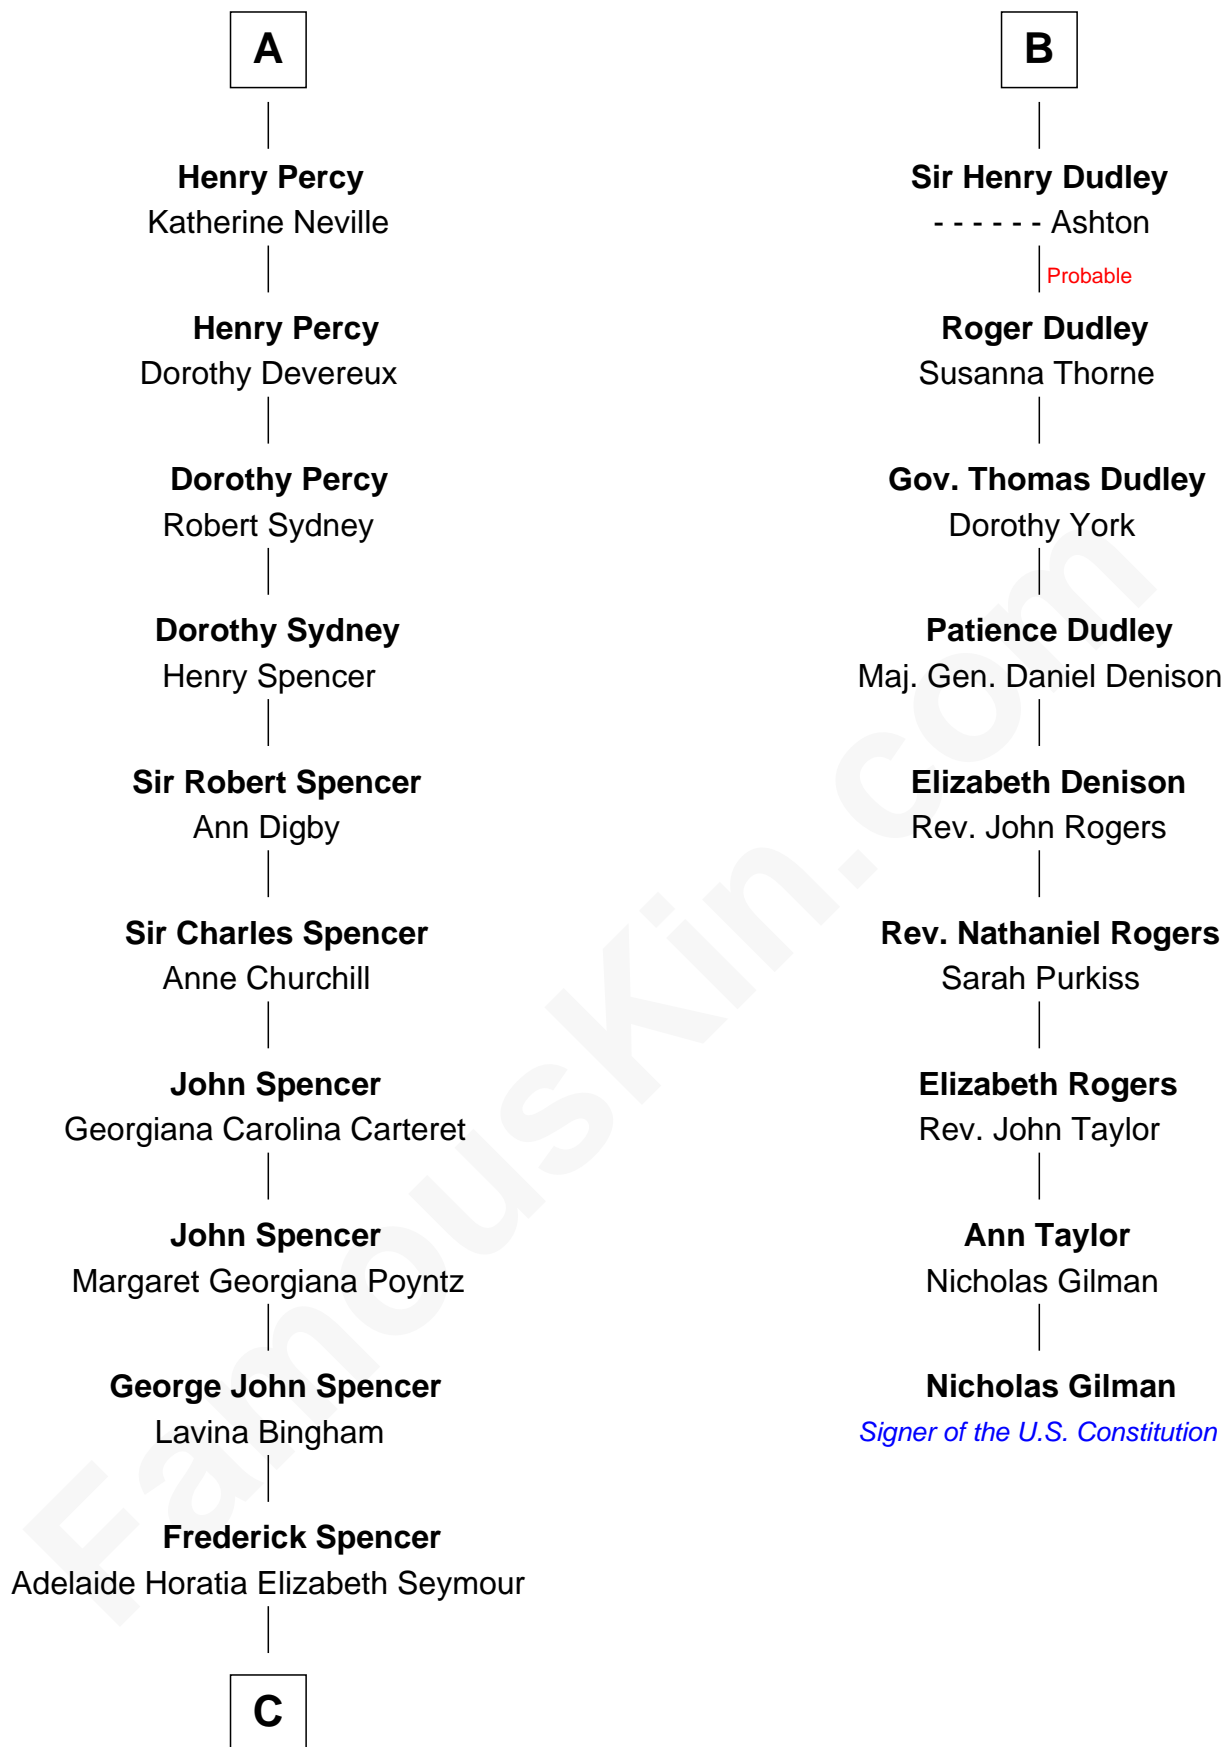 A
Henry Percy
Katherine Neville
Henry Percy
Dorothy Devereux
Dorothy Percy
Robert Sydney
Dorothy Sydney
Henry Spencer
Sir Robert Spencer
Ann Digby
Sir Charles Spencer
Anne Churchill
John Spencer
Georgiana Carolina Carteret
John Spencer
Margaret Georgiana Poyntz
George John Spencer
Lavina Bingham
Frederick Spencer
Adelaide Horatia Elizabeth Seymour
C
B
Sir Henry Dudley
- - - - - - Ashton
Probable
Roger Dudley
Susanna Thorne
Gov. Thomas Dudley
Dorothy York
Patience Dudley
Maj. Gen. Daniel Denison
Elizabeth Denison
Rev. John Rogers
Rev. Nathaniel Rogers
Sarah Purkiss
Elizabeth Rogers
Rev. John Taylor
Ann Taylor
Nicholas Gilman
Nicholas Gilman
Signer of the U.S. Constitution
FamousKin.com